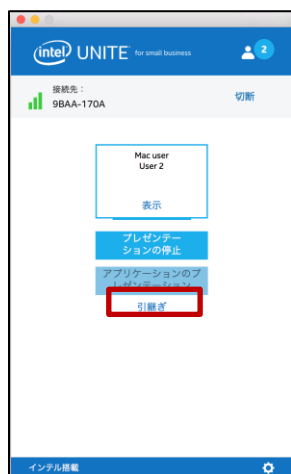 intel UNITE™ for small business
2
接続先：
9BAA-170A
切断
Mac user
User 2
表示
プレゼンテー
ションの停止
アプリケーションのプ
レゼンテーション
引継ぎ
インテル搭載